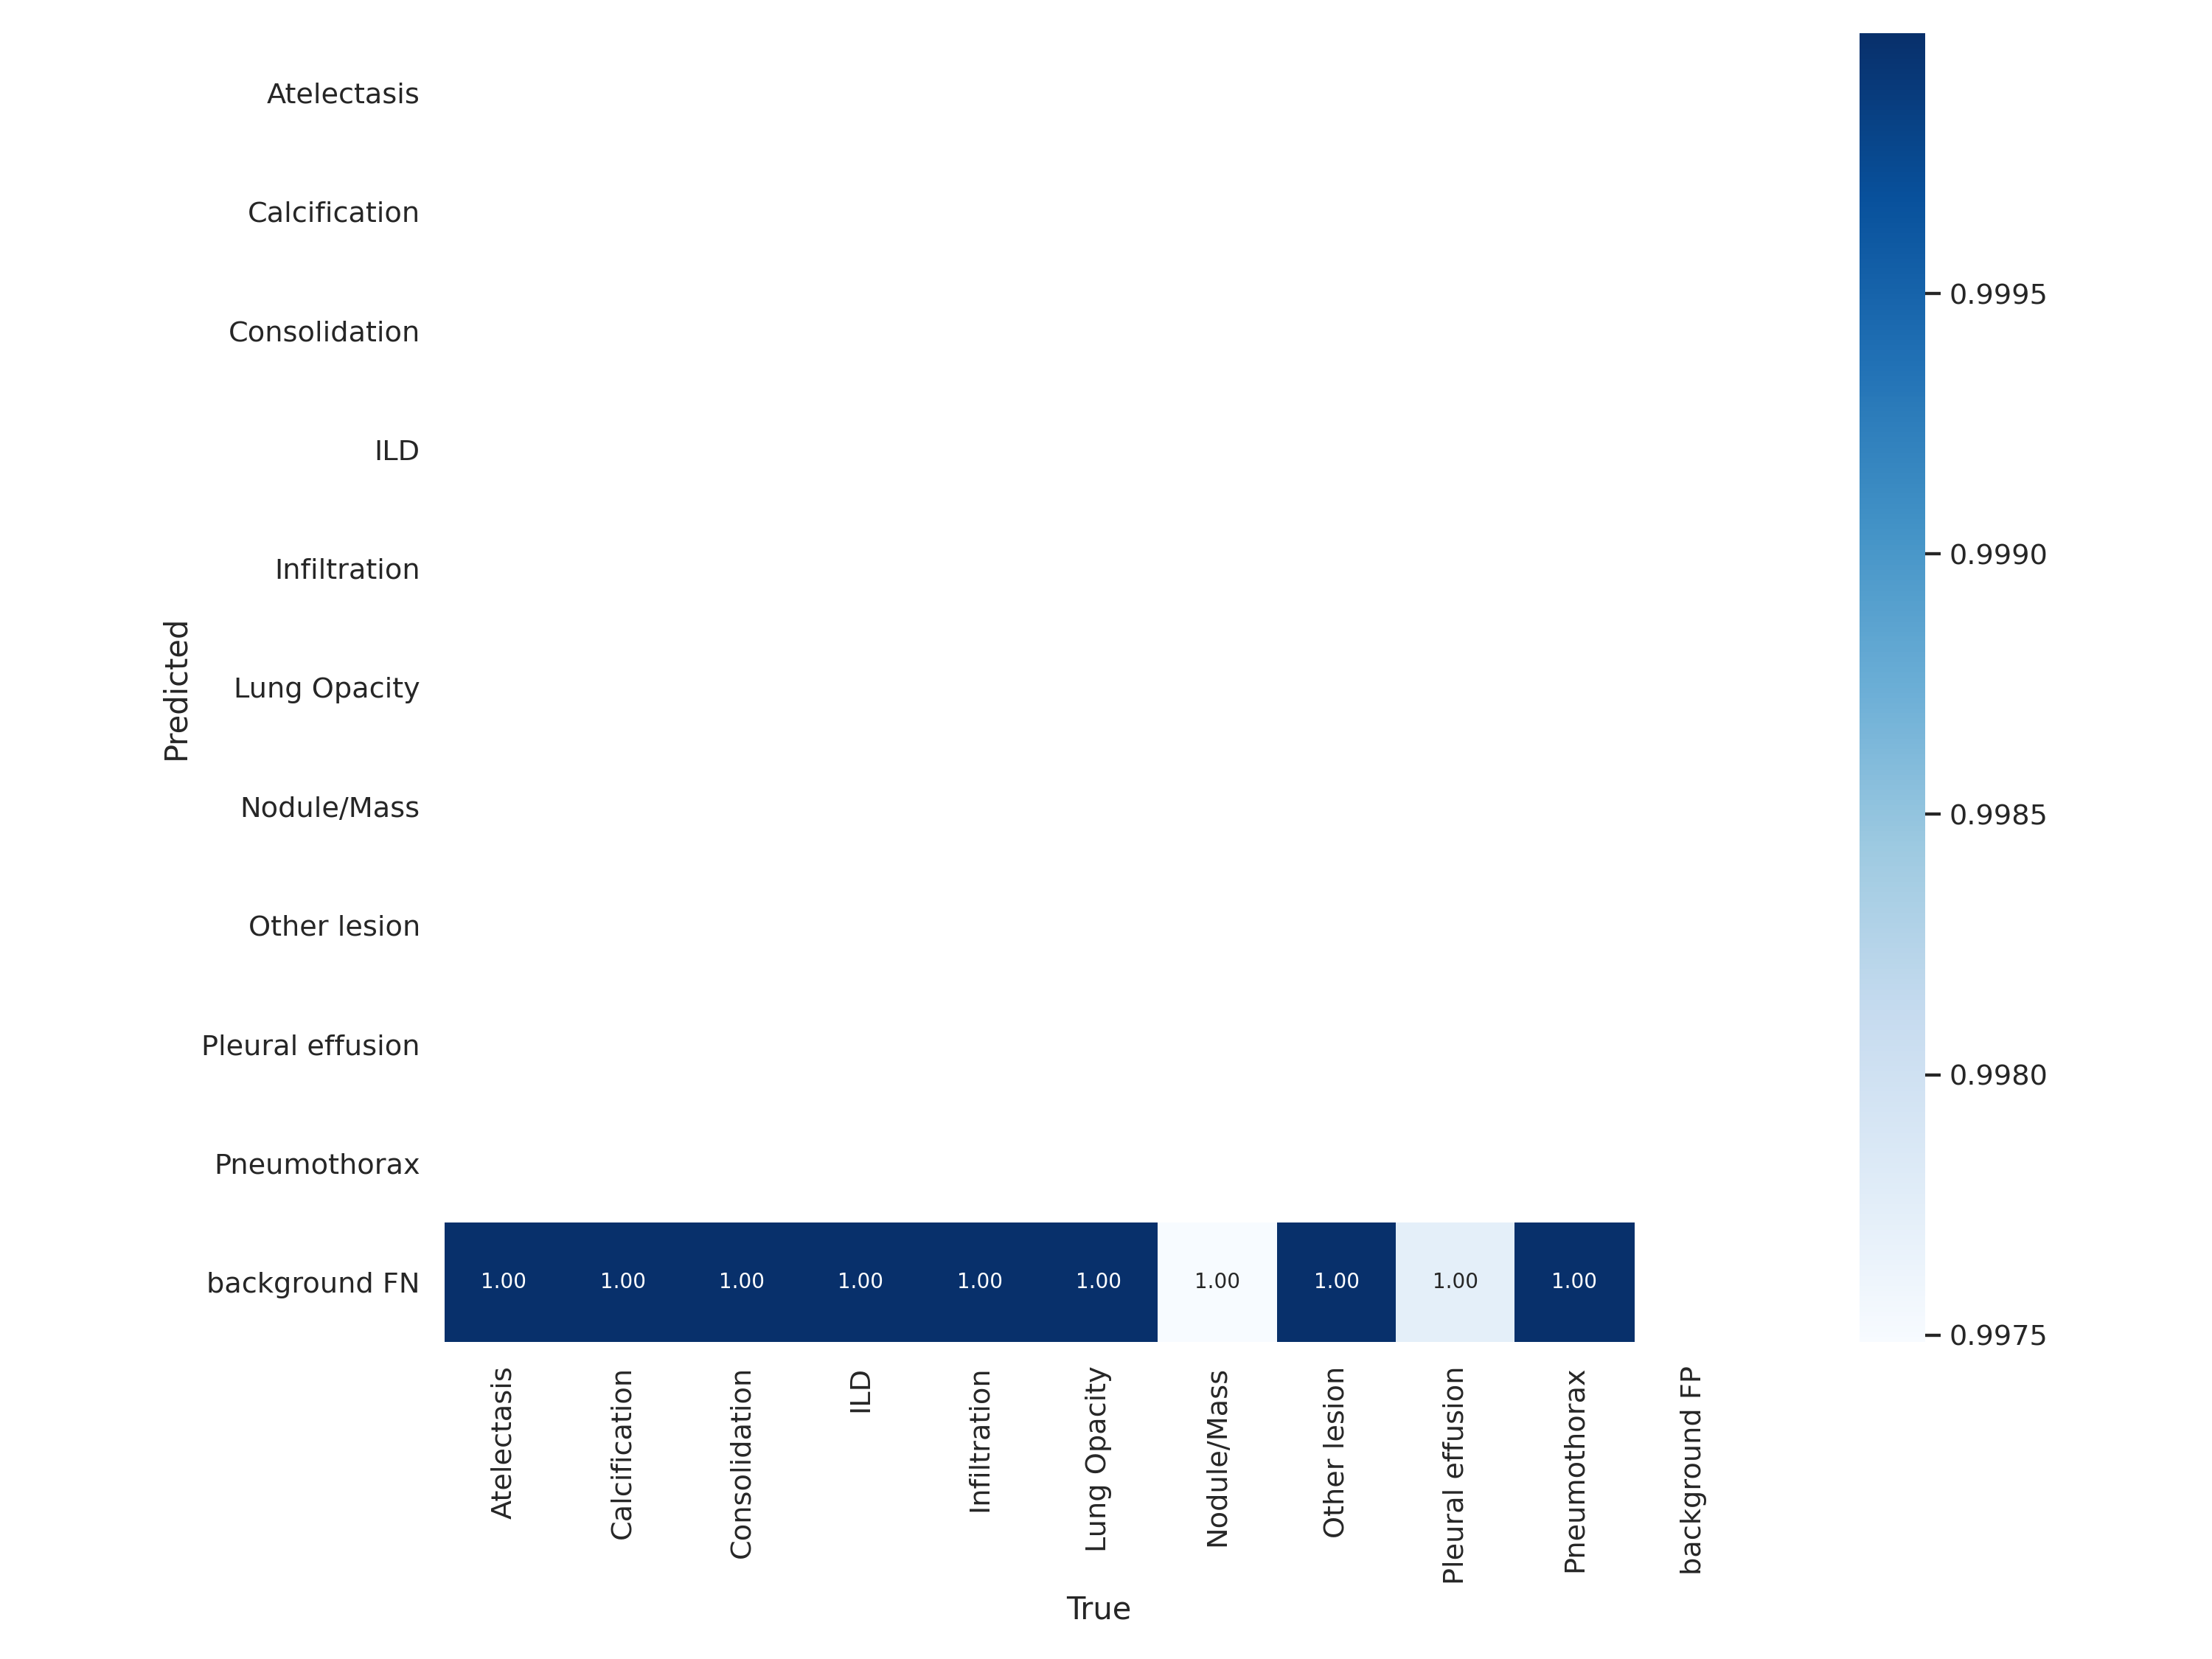 Predicted
Atelectasis
Calcification
Consolidation
ILD
Infiltration
Lung Opacity
Nodule/Mass
Other lesion
Pleural effusion
Pneumothorax
background FN 1.00 1.00 1.00 1.00 1.00 1.00 1.00 1.00 1.00 1.00
Atelectasis
Calcification
Consolidation
ILD
Infiltration
Lung Opacity
Nodule/Mass
Other lesion
Pleural effusion
Pneumothorax
background FP
True
0.9995
0.9990
0.9985
0.9980
0.9975